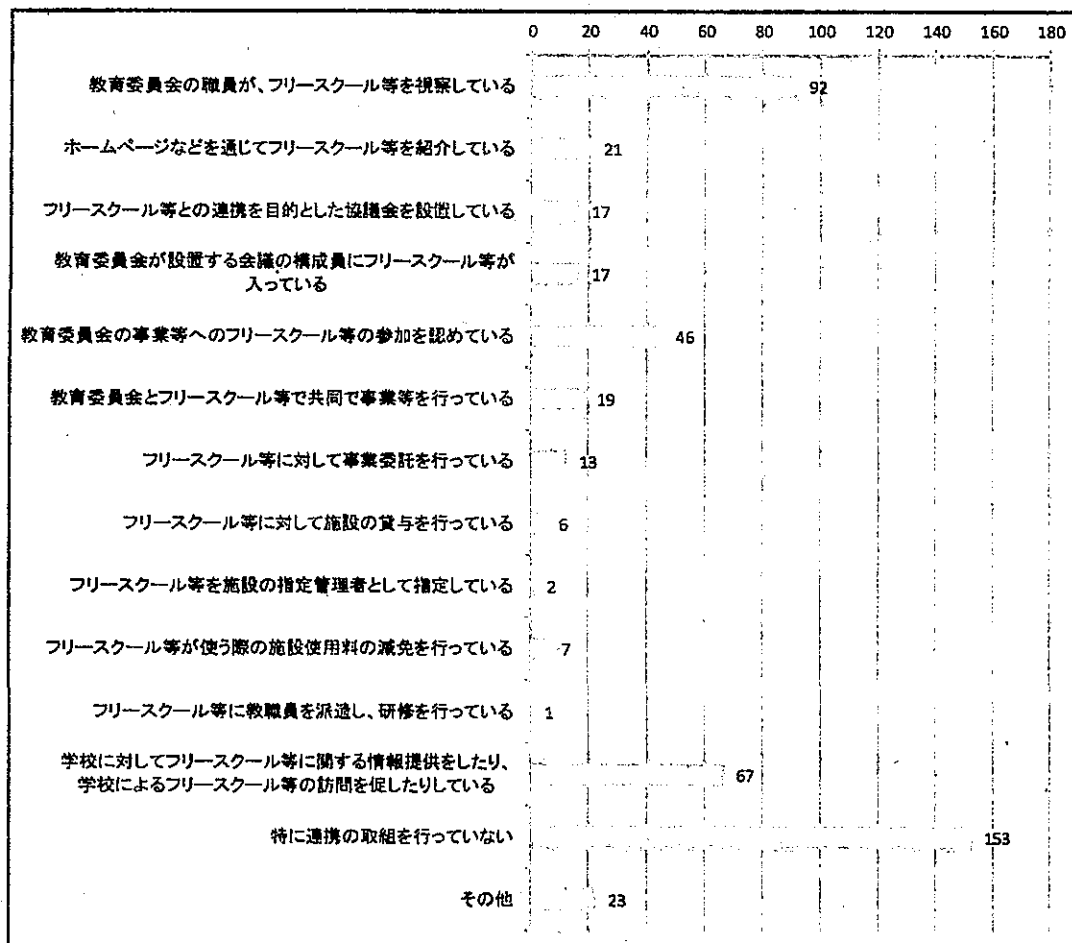 0 20 40 60 80 100 120 140 160 180
教育委員会の職員が、フリースクール等を視察している 92
ホームページなどを通じてフリースクール等を紹介している 21
フリースクール等との連携を目的とした協議会を設置している 17
教育委員会が設置する会議の構成員にフリースクール等が
入っている 17
教育委員会の事業等へのフリースクール等の参加を認めている 46
教育委員会とフリースクール等で共同で事業等を行っている 19
フリースクール等に対して事業委託を行っている 13
フリースクール等に対して施設の貸与を行っている 6
フリースクール等を施設の指定管理者として指定している 2
フリースクール等が使う際の施設使用料の減免を行っている 7
フリースクール等に教職員を派遣し、研修を行っている 1
学校に対してフリースクール等に関する情報提供をしたり、
学校によるフリースクール等の訪問を促したりしている 67
特に連携の取組を行っていない 153
その他 23